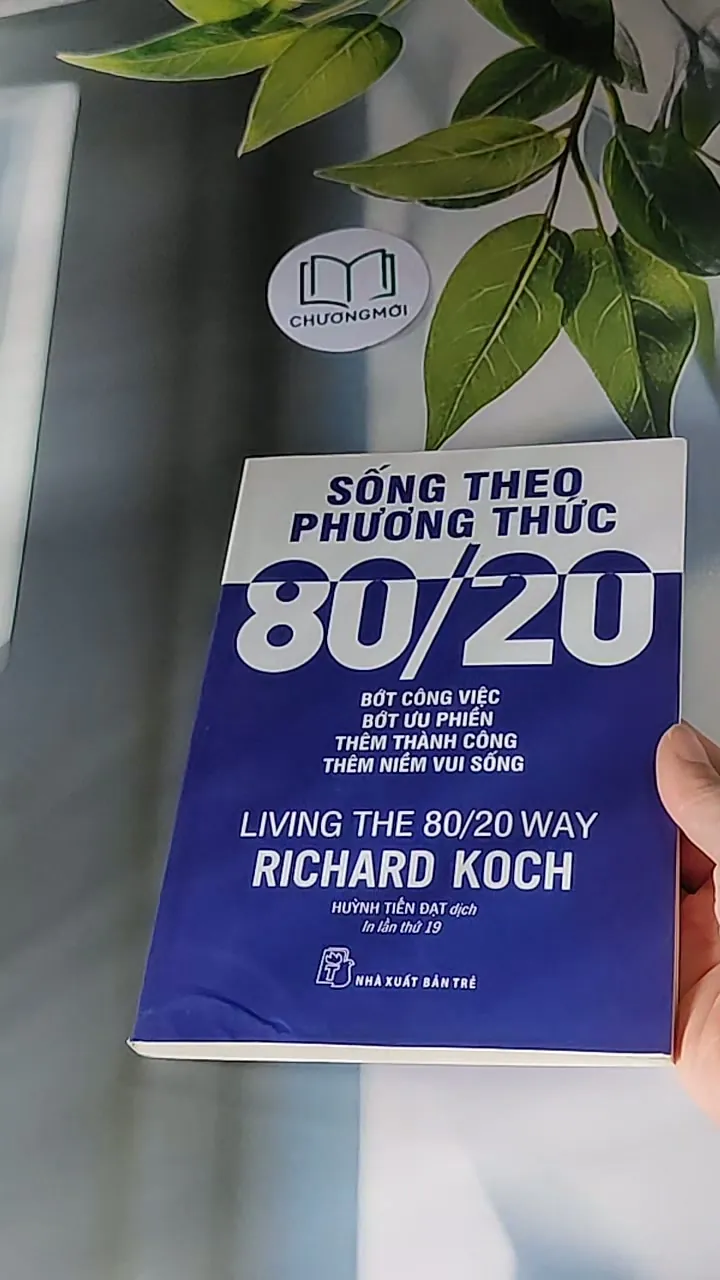 CHƯƠNGMỚI
SỐNG THEO
PHƯƠNG THỨC
80/20
BỚT CÔNG VIỆC
BỚT ƯU PHIỀN
THÊM THÀNH CÔNG
THÊM NIỀM VUI SỐNG
LIVING THE 80/20 WAY
RICHARD KOCH
HUỲNH TIẾN ĐẠT dịch
In lần thứ 19
T
NHÀ XUẤT BẢN TRẺ